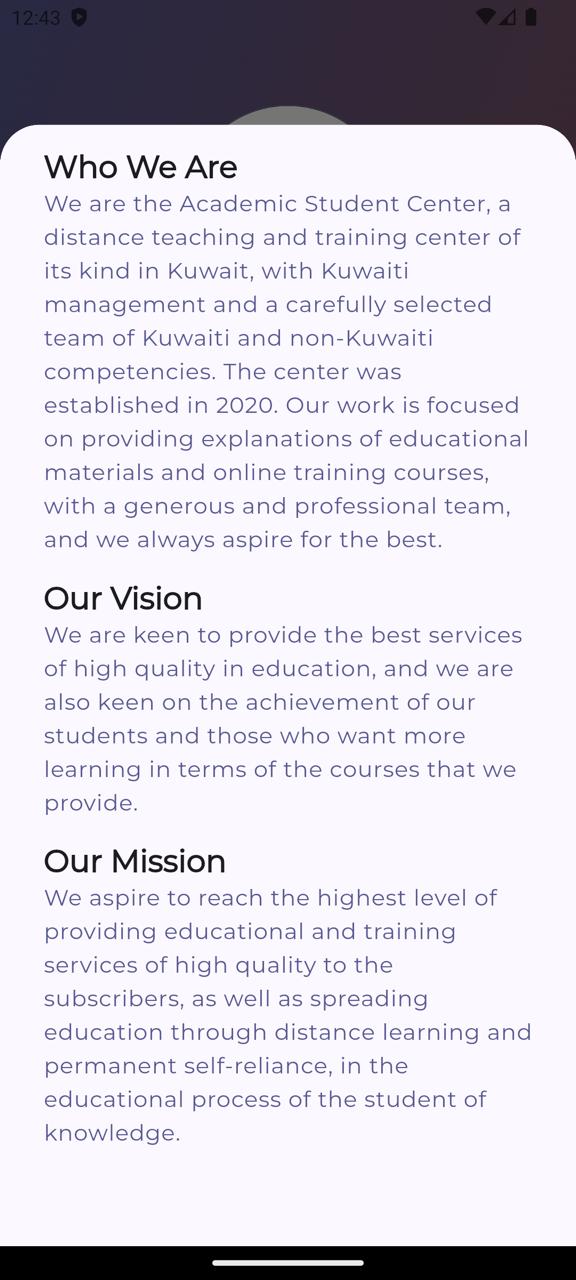 12:43
Who We Are
We are the Academic Student Center, a
distance teaching and training center of
its kind in Kuwait, with Kuwaiti
management and a carefully selected
team of Kuwaiti and non-Kuwaiti
competencies. The center was
established in 2020. Our work is focused
on providing explanations of educational
materials and online training courses,
with a generous and professional team,
and we always aspire for the best.
Our Vision
We are keen to provide the best services
of high quality in education, and we are
also keen on the achievement of our
students and those who want more
learning in terms of the courses that we
provide.
Our Mission
We aspire to reach the highest level of
providing educational and training
services of high quality to the
subscribers, as well as spreading
education through distance learning and
permanent self-reliance, in the
educational process of the student of
knowledge.